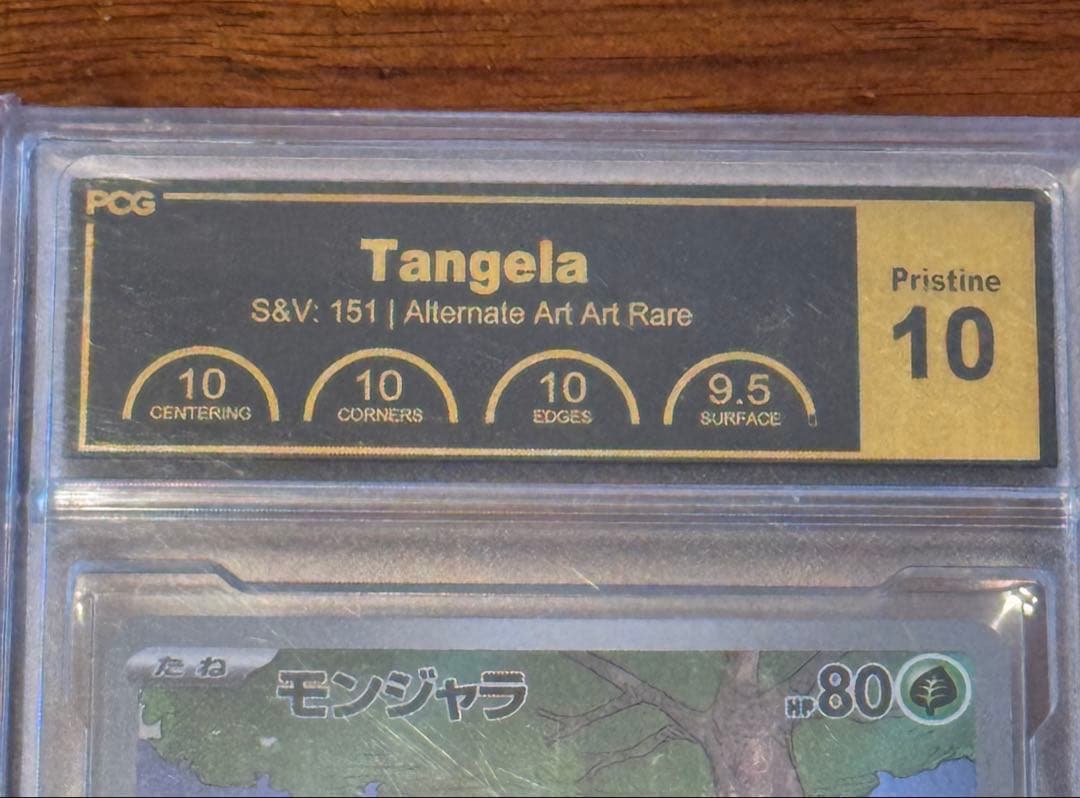 PCG
Tangela
S&V: 151 | Alternate Art Art Rare
10
CENTERING
10
CORNERS
10
EDGES
9.5
SURFACE
Pristine
10
たね
モンジャラ
HP80